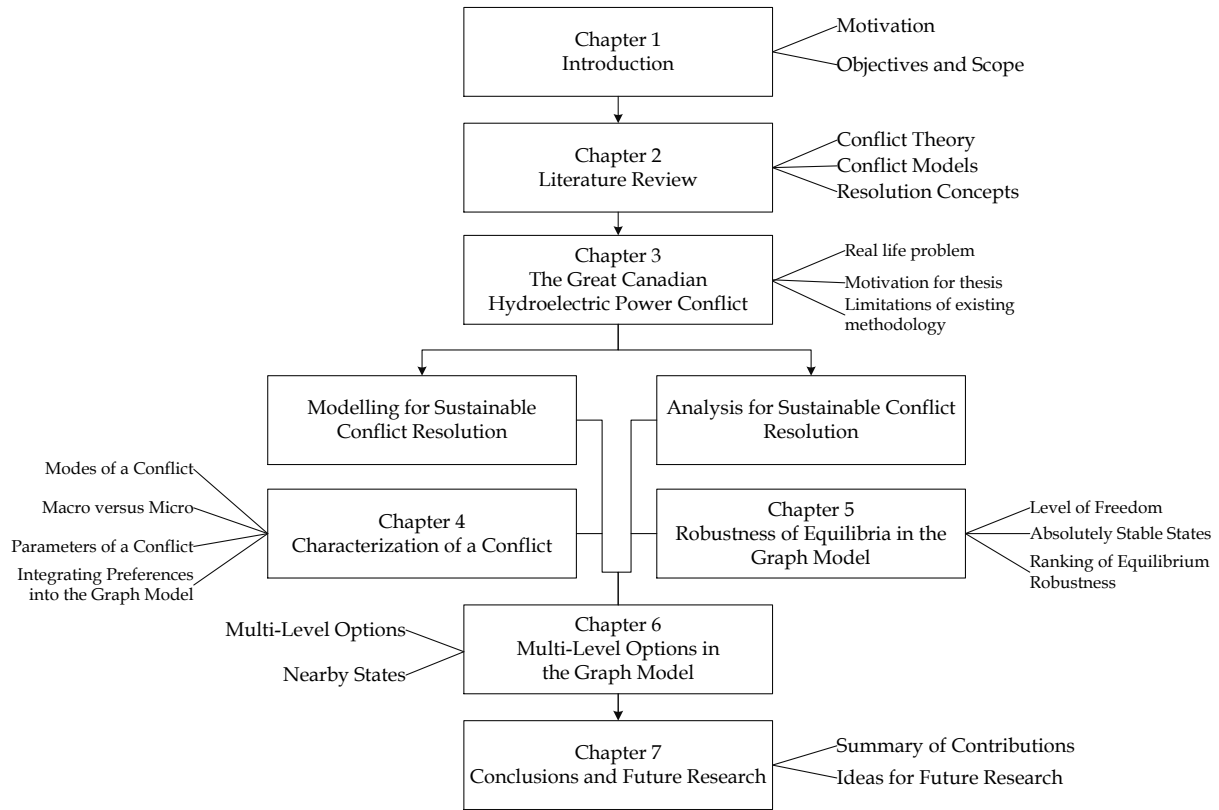 Chapter 1
Introduction
Motivation
Objectives and Scope
Chapter 2
Literature Review
Conflict Theory
Conflict Models
Resolution Concepts
Chapter 3
The Great Canadian
Hydroelectric Power Conflict
Real life problem
Motivation for thesis
Limitations of existing
methodology
Modelling for Sustainable
Conflict Resolution
Analysis for Sustainable Conflict
Resolution
Modes of a Conflict
Macro versus Micro
Parameters of a Conflict
Integrating Preferences
into the Graph Model
Chapter 4
Characterization of a Conflict
Chapter 5
Robustness of Equilibria in the
Graph Model
Level of Freedom
Absolutely Stable States
Ranking of Equilibrium
Robustness
Multi-Level Options
Nearby States
Chapter 6
Multi-Level Options in
the Graph Model
Chapter 7
Conclusions and Future Research
Summary of Contributions
Ideas for Future Research